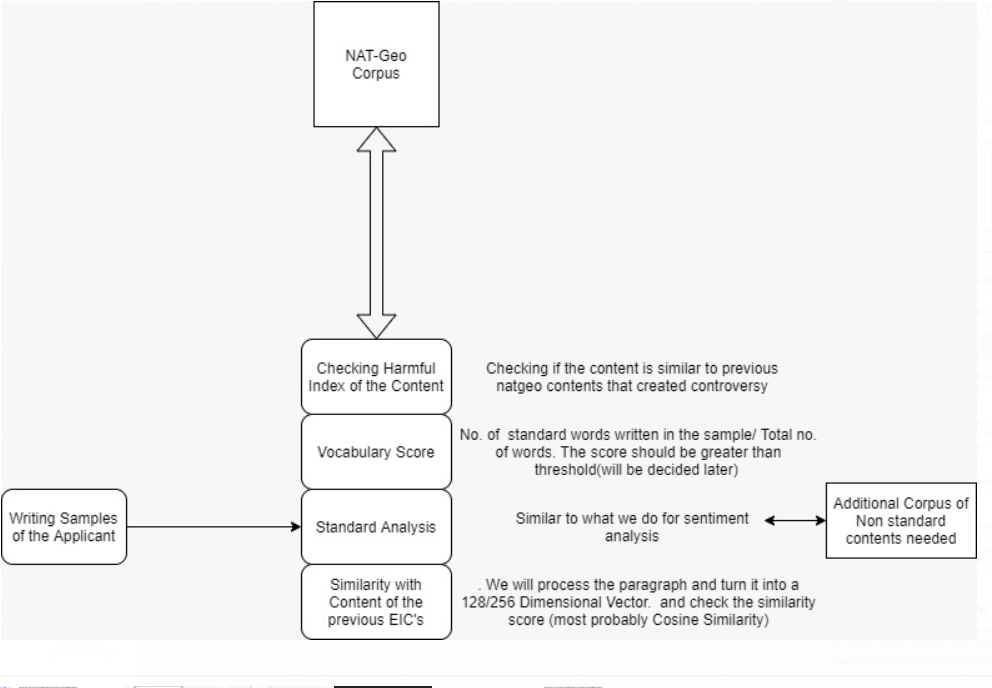 NAT-Geo
Corpus
Checking Harmful
Index of the Content
Checking if the content is similar to previous
natgeo contents that created controversy
Vocabulary Score
No. of standard words written in the sample/ Total no.
of words. The score should be greater than
threshold(will be decided later)
Writing Samples
of the Applicant
Standard Analysis
Similar to what we do for sentiment
analysis
Additional Corpus of
Non standard
contents needed
Similarity with
Content of the
previous EIC's
. We will process the paragraph and turn it into a
128/256 Dimensional Vector. and check the similarity
score (most probably Cosine Similarity)